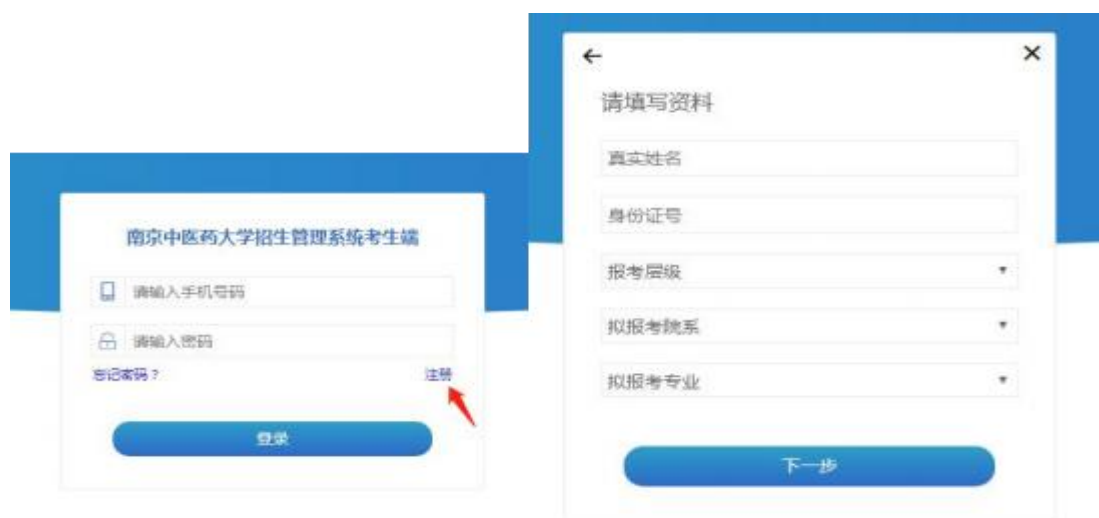 南京中医药大学招生管理系统考生端
请输入手机号码
请输入密码
忘记密码?
注册
登录
请填写资料
真实姓名
身份证号
报考层级
拟报考院系
拟报考专业
下一步